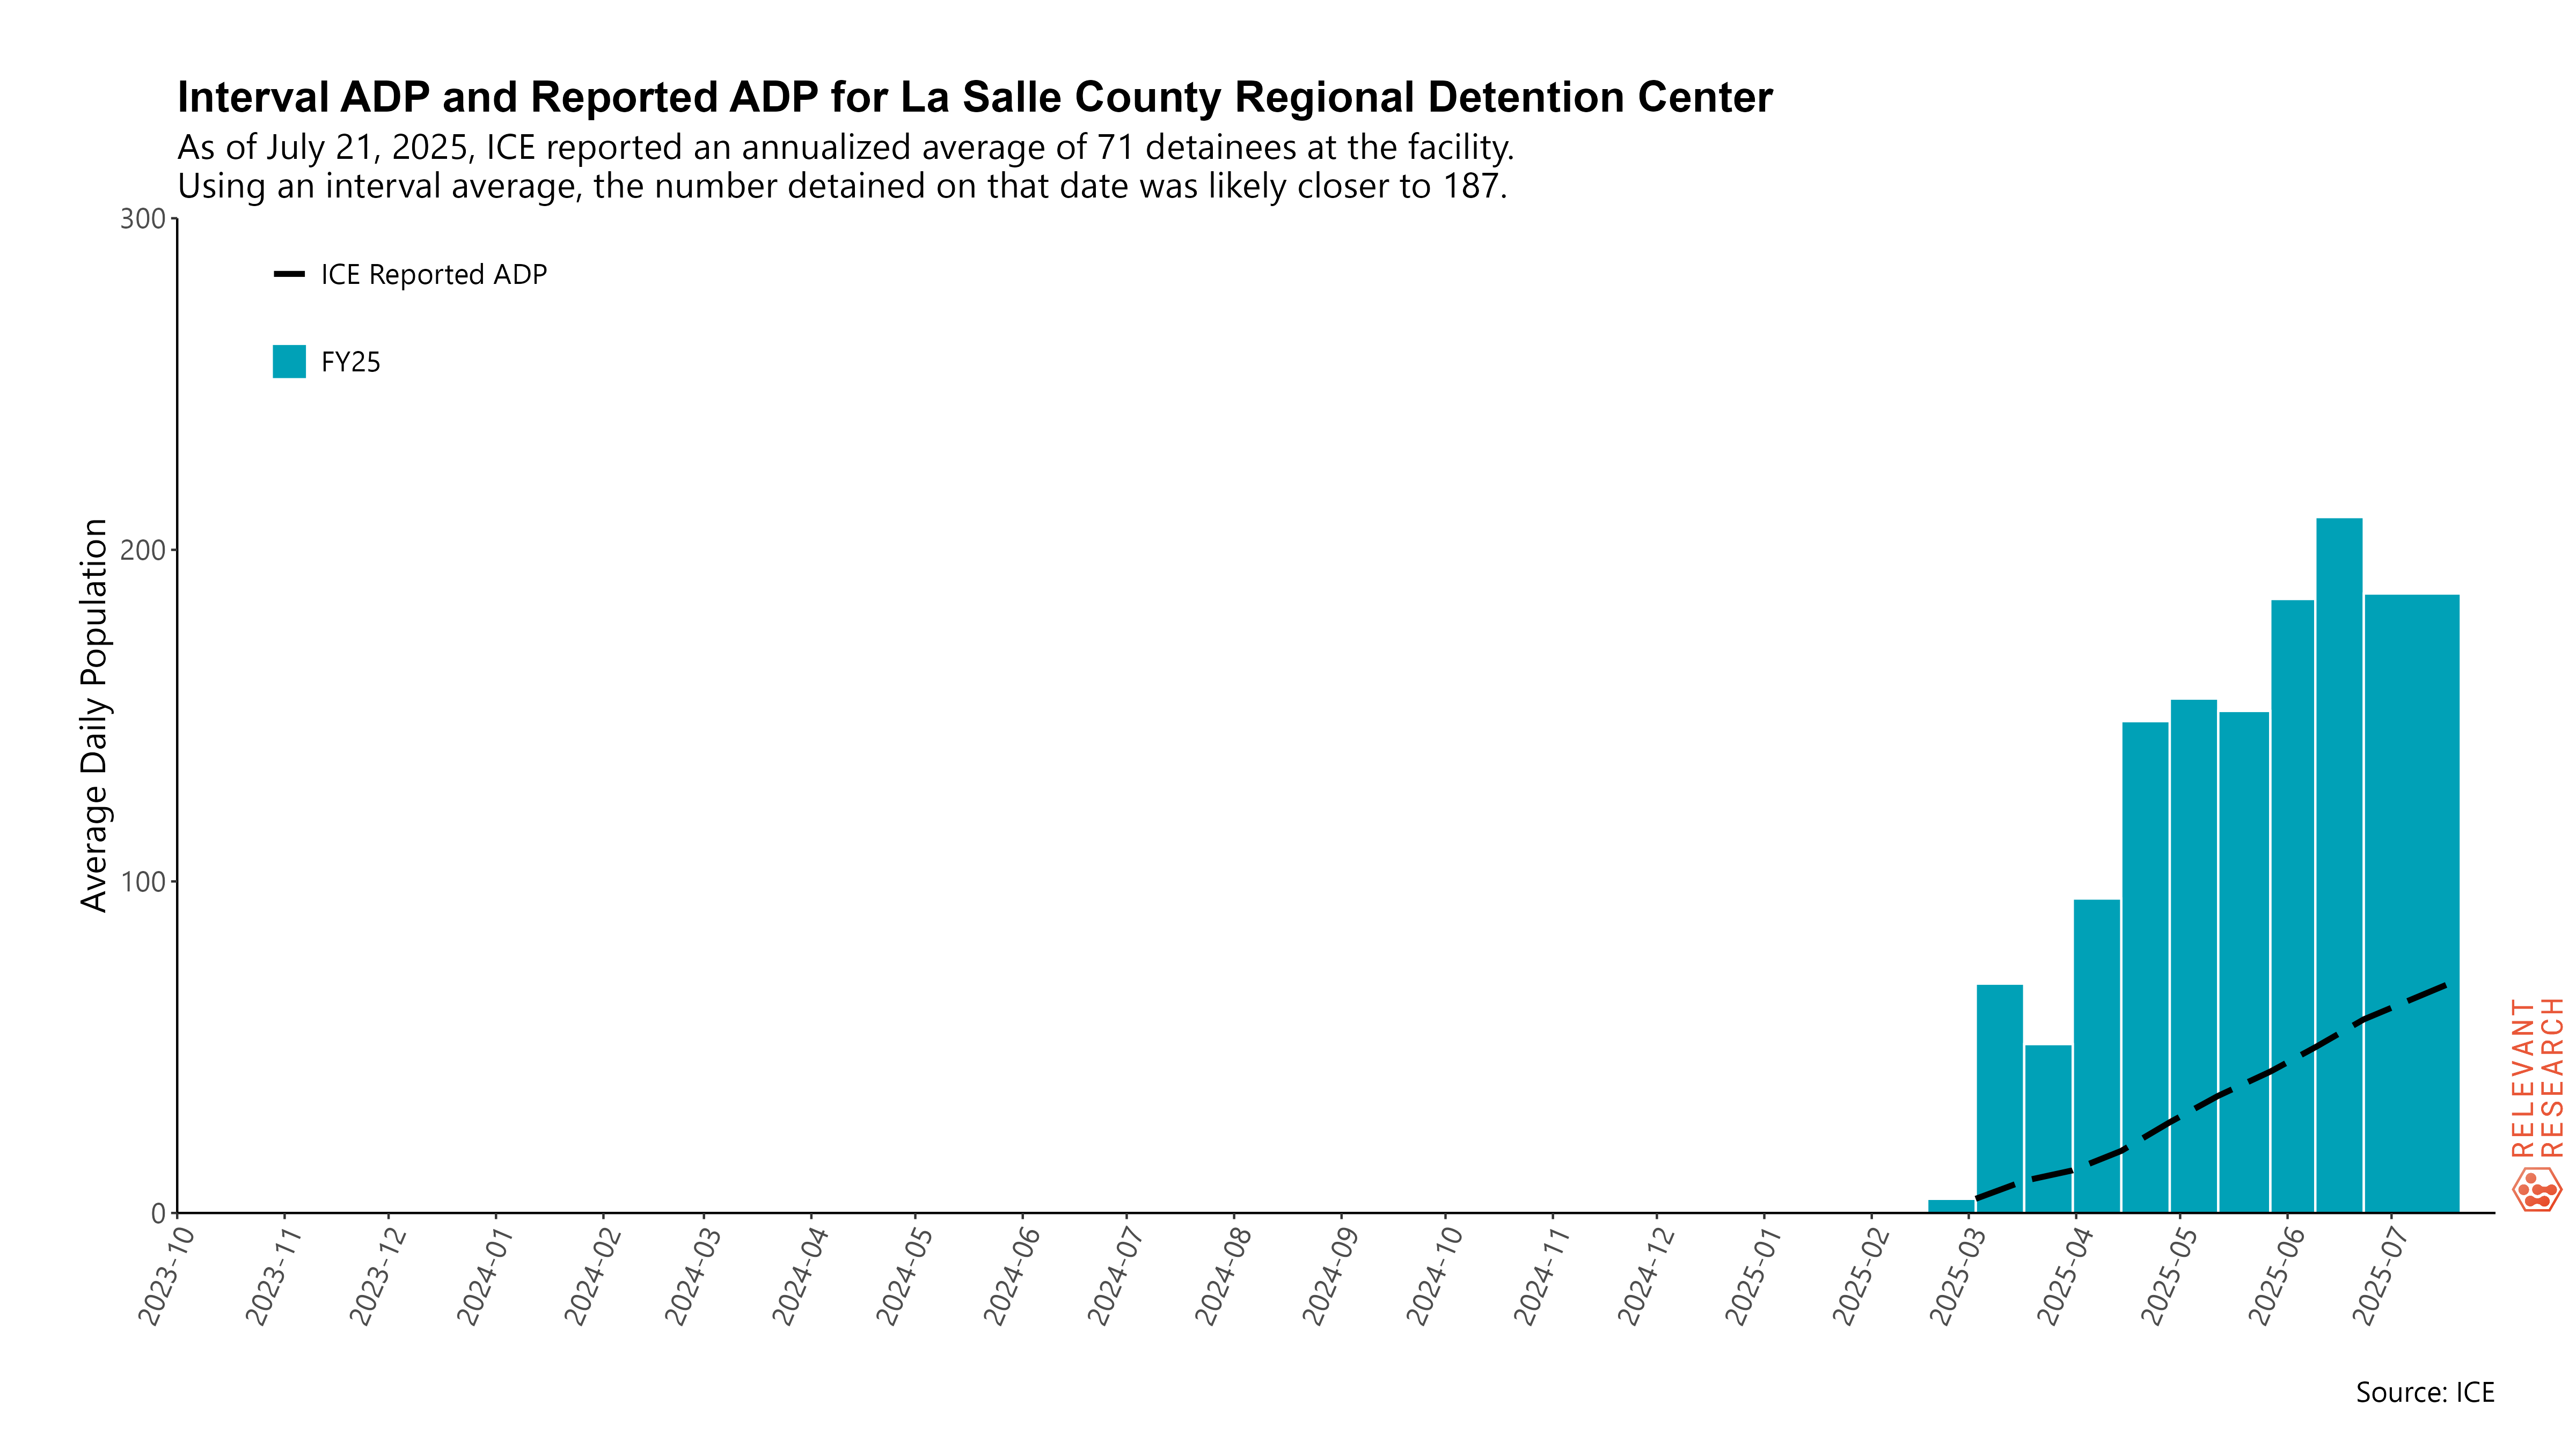 Interval ADP and Reported ADP for La Salle County Regional Detention Center
As of July 21, 2025, ICE reported an annualized average of 71 detainees at the facility.
Using an interval average, the number detained on that date was likely closer to 187.
300
200
100
0
Average Daily Population
ICE Reported ADP
FY25
2023-10
2023-11
2023-12
2024-01
2024-02
2024-03
2024-04
2024-05
2024-06
2024-07
2024-08
2024-09
2024-10
2024-11
2024-12
2025-01
2025-02
2025-03
2025-04
2025-05
2025-06
2025-07
RELEVANT
RESEARCH
Source: ICE